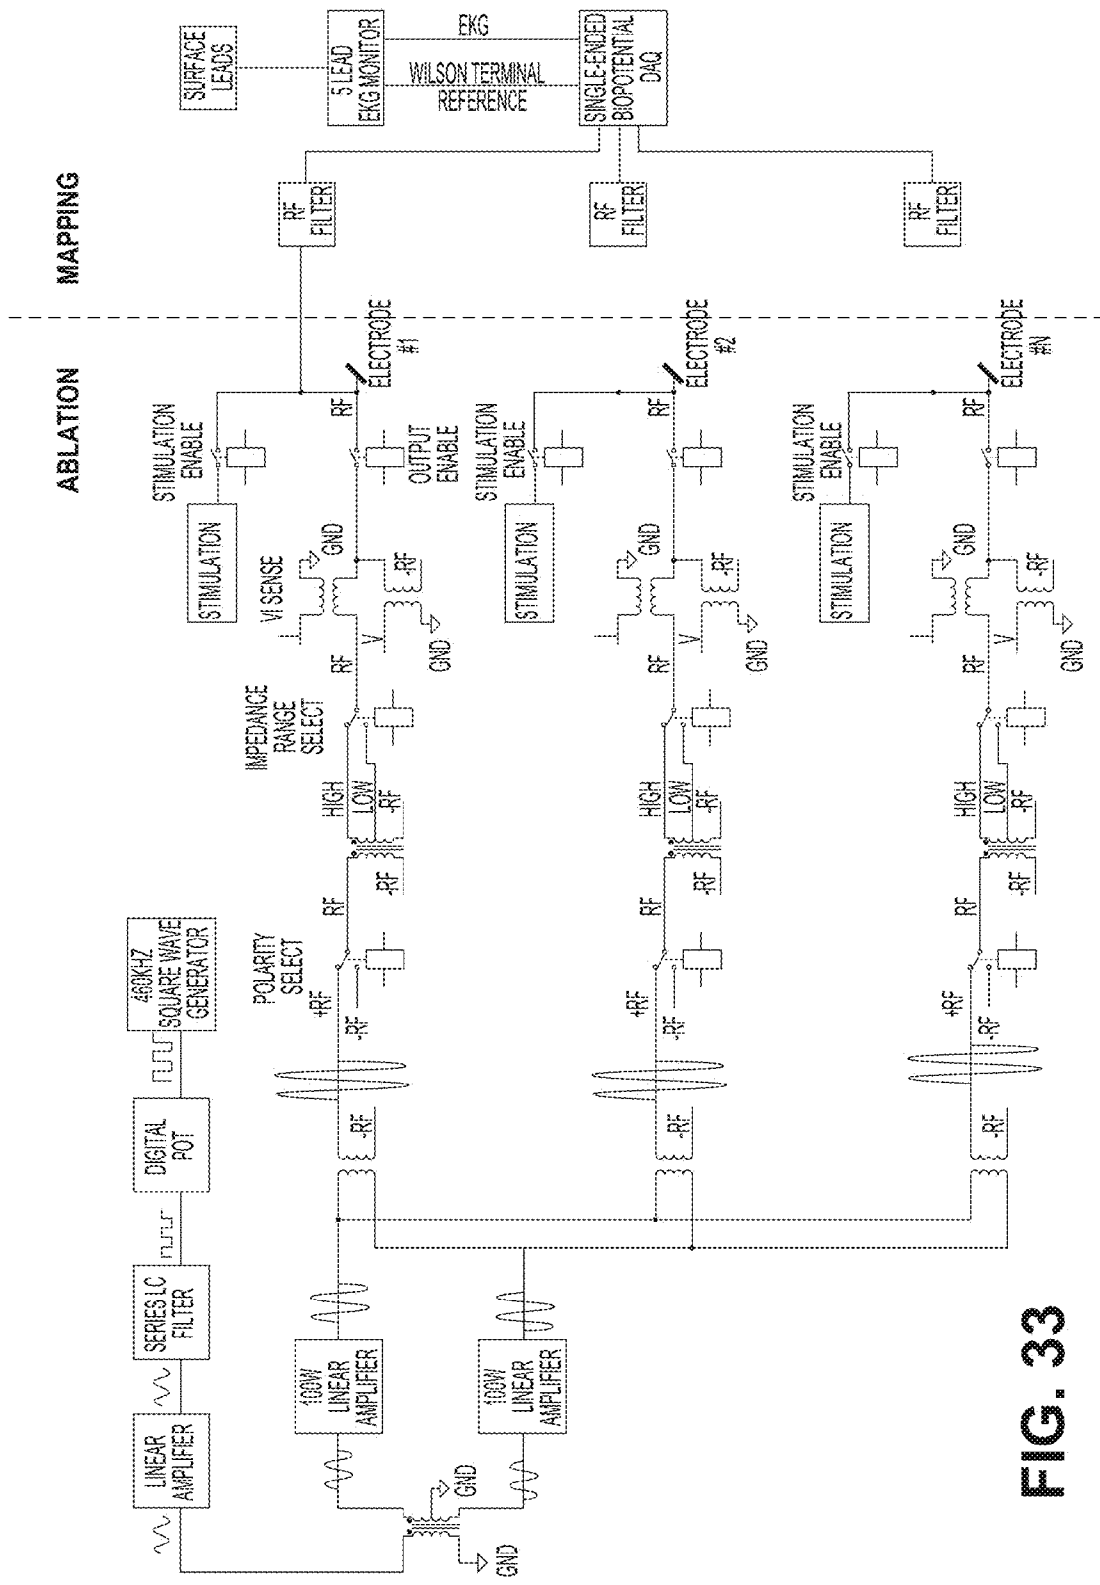 ABLATION
MAPPING
460KHZ
SQUARE WAVE
GENERATOR
DIGITAL
POT
SERIES LC
FILTER
LINEAR
AMPLIFIER
GND
GND
100W
LINEAR
AMPLIFIER
100W
LINEAR
AMPLIFIER
-RF
+RF
-RF
POLARITY
SELECT
RF
-RF
-RF
HIGH
LOW
IMPEDANCE
RANGE
SELECT
RF
VI SENSE
V
GND
GND
-RF
STIMULATION
STIMULATION
ENABLE
OUTPUT
ENABLE
RF
ELECTRODE
#1
-RF
+RF
-RF
RF
-RF
-RF
HIGH
LOW
RF
V
GND
GND
-RF
STIMULATION
STIMULATION
ENABLE
RF
ELECTRODE
#2
-RF
+RF
-RF
RF
-RF
-RF
HIGH
LOW
RF
V
GND
GND
-RF
STIMULATION
STIMULATION
ENABLE
RF
ELECTRODE
#N
RF
FILTER
RF
FILTER
RF
FILTER
SURFACE
LEADS
5 LEAD
EKG MONITOR
EKG
WILSON TERMINAL
REFERENCE
SINGLE-ENDED
BIOPOTENTIAL
DAQ
FIG. 33